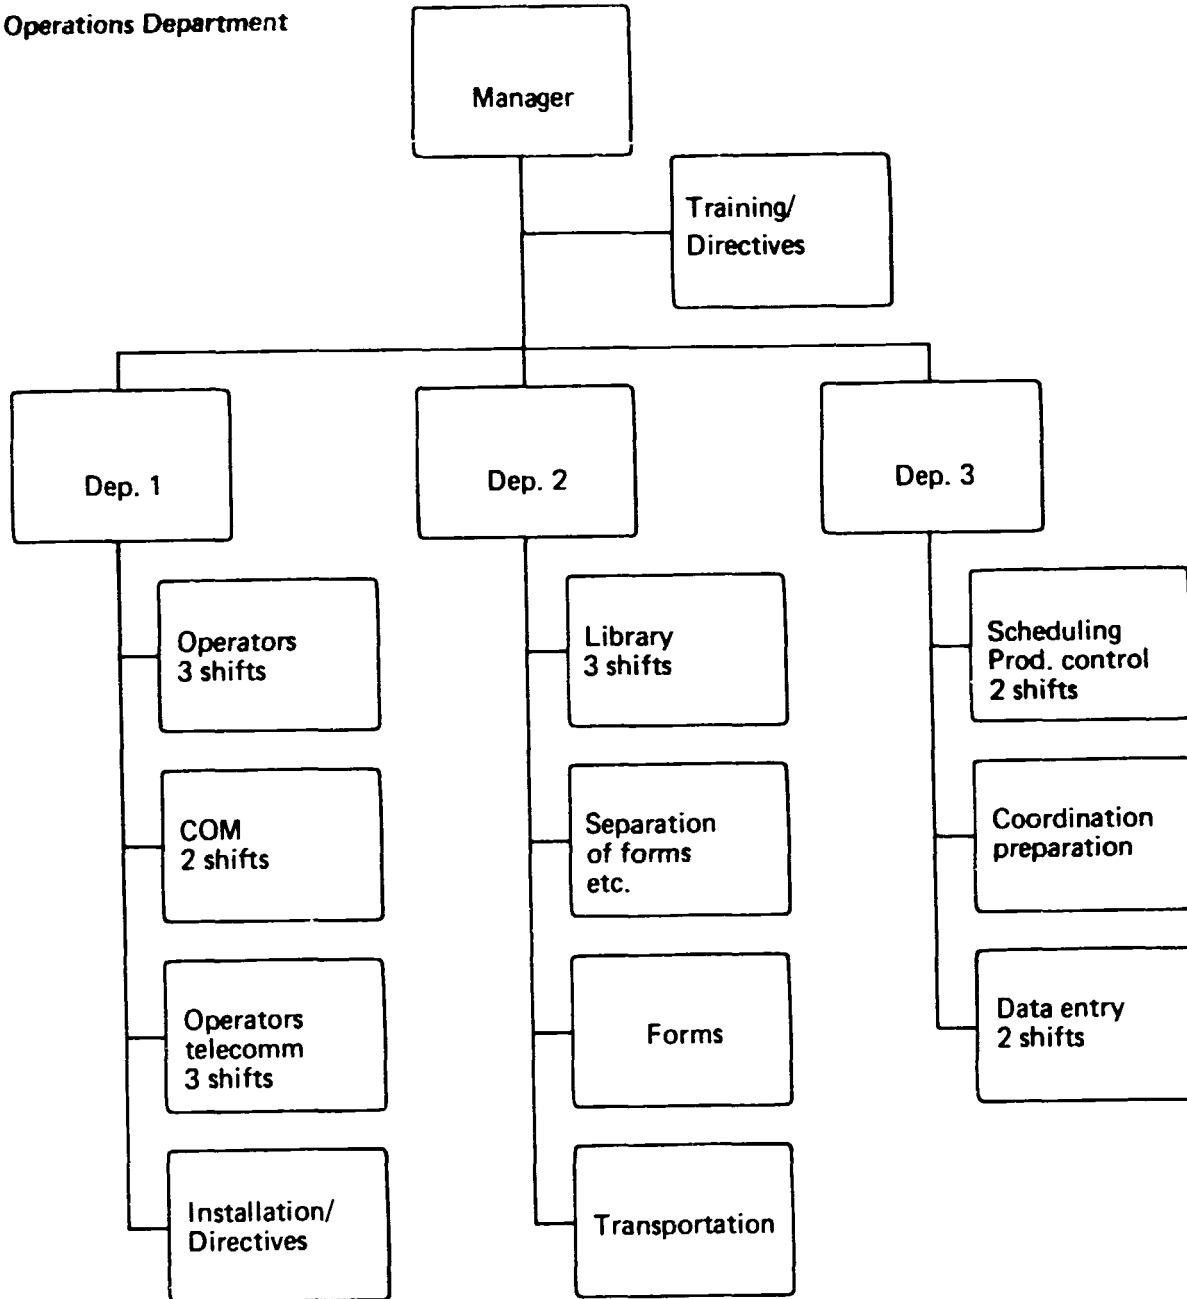 Operations Department
Manager
Training/
Directives
Dep. 1
Dep. 2
Dep. 3
Operators
3 shifts
COM
2 shifts
Operators
telecomm
3 shifts
Installation/
Directives
Library
3 shifts
Separation
of forms
etc.
Forms
Transportation
Scheduling
Prod. control
2 shifts
Coordination
preparation
Data entry
2 shifts